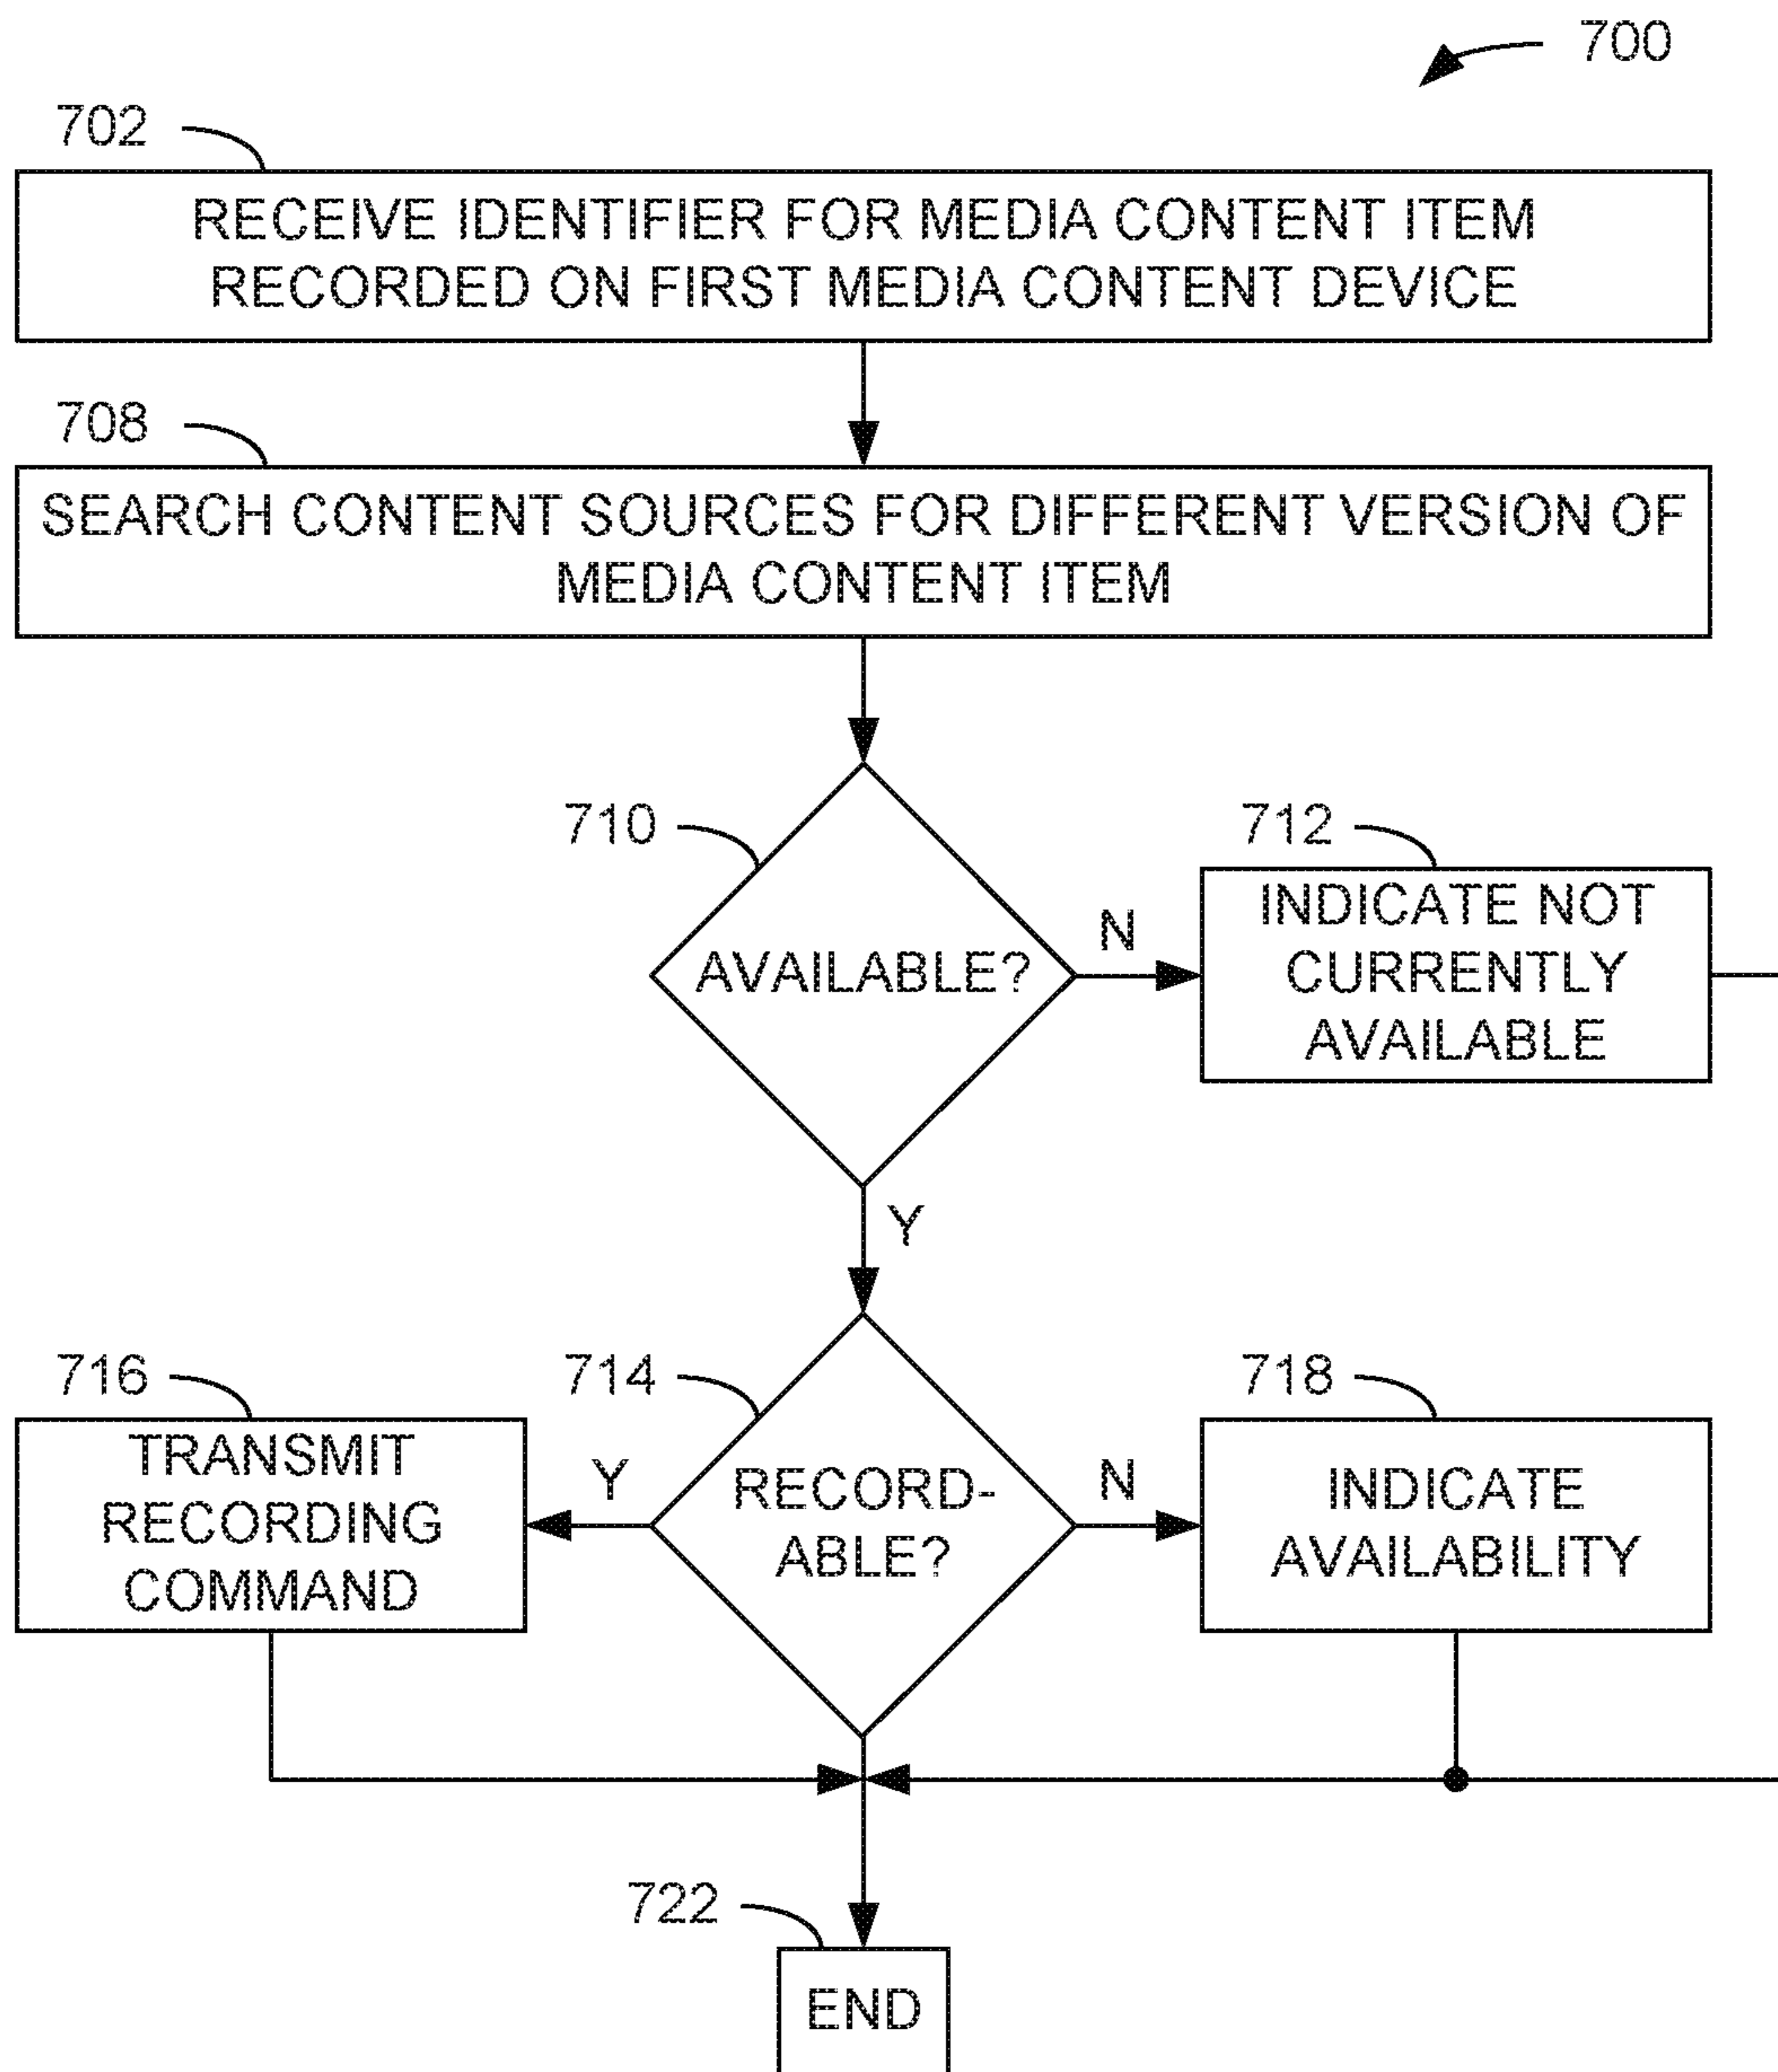 700
702
RECEIVE IDENTIFIER FOR MEDIA CONTENT ITEM
RECORDED ON FIRST MEDIA CONTENT DEVICE
708
SEARCH CONTENT SOURCES FOR DIFFERENT VERSION OF
MEDIA CONTENT ITEM
710
AVAILABLE?
N
712
INDICATE NOT
CURRENTLY
AVAILABLE
Y
716
TRANSMIT
RECORDING
COMMAND
Y
714
RECORD-
ABLE?
N
718
INDICATE
AVAILABILITY
722
END